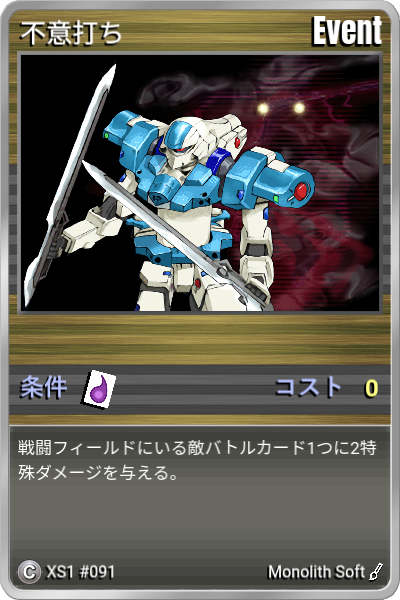 不意打ち Event
条件 コスト 0
戦闘フィールドにいる敵バトルカード1つに2特
殊ダメージを与える。
C XS1 #091 Monolith Soft